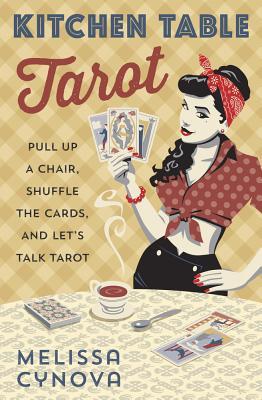 KITCHEN TABLE
Tarot
PULL UP
A CHAIR,
SHUFFLE
THE CARDS,
AND LET'S
TALK TAROT
MELISSA
CYNOVA